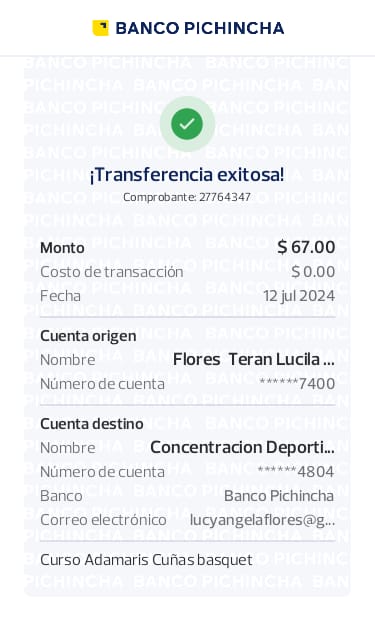 BANCO PICHINCHA
¡Transferencia exitosa!
Comprobante: 27764347
Monto $ 67.00
Costo de transacción $ 0.00
Fecha 12 jul 2024
Cuenta origen
Nombre Flores Teran Lucila ...
Número de cuenta ******7400
Cuenta destino
Nombre Concentracion Deporti...
Número de cuenta ******4804
Banco Banco Pichincha
Correo electrónico lucyangelaflores@g...
Curso Adamaris Cuñas basquet